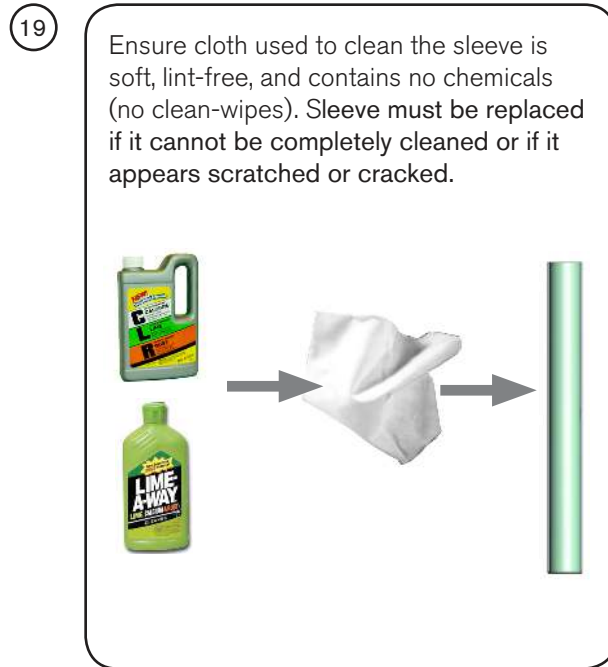 19
Ensure cloth used to clean the sleeve is
soft, lint-free, and contains no chemicals
(no clean-wipes). Sleeve must be replaced
if it cannot be completely cleaned or if it
appears scratched or cracked.
C
L
R
LIME
LIME-
A-WAY